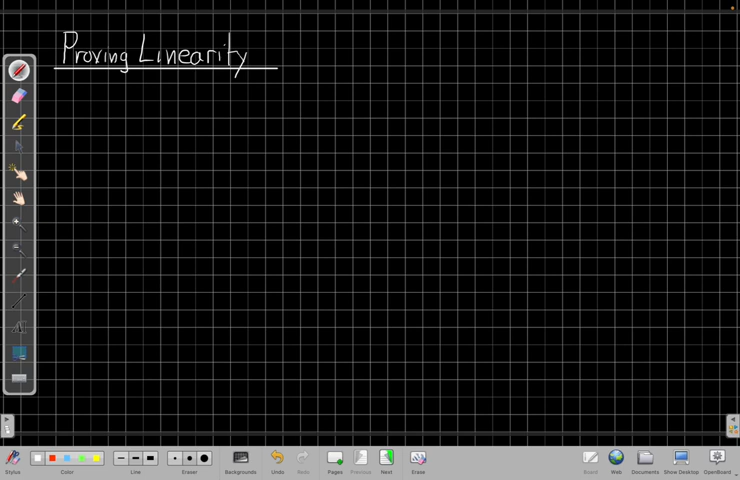 Proving Linearity
Stylus
Color
Line
Eraser
Backgrounds
Undo
Redo
Pages
Previous
Next
Erase
Board
Web
Documents
Show Desktop
OpenBoard